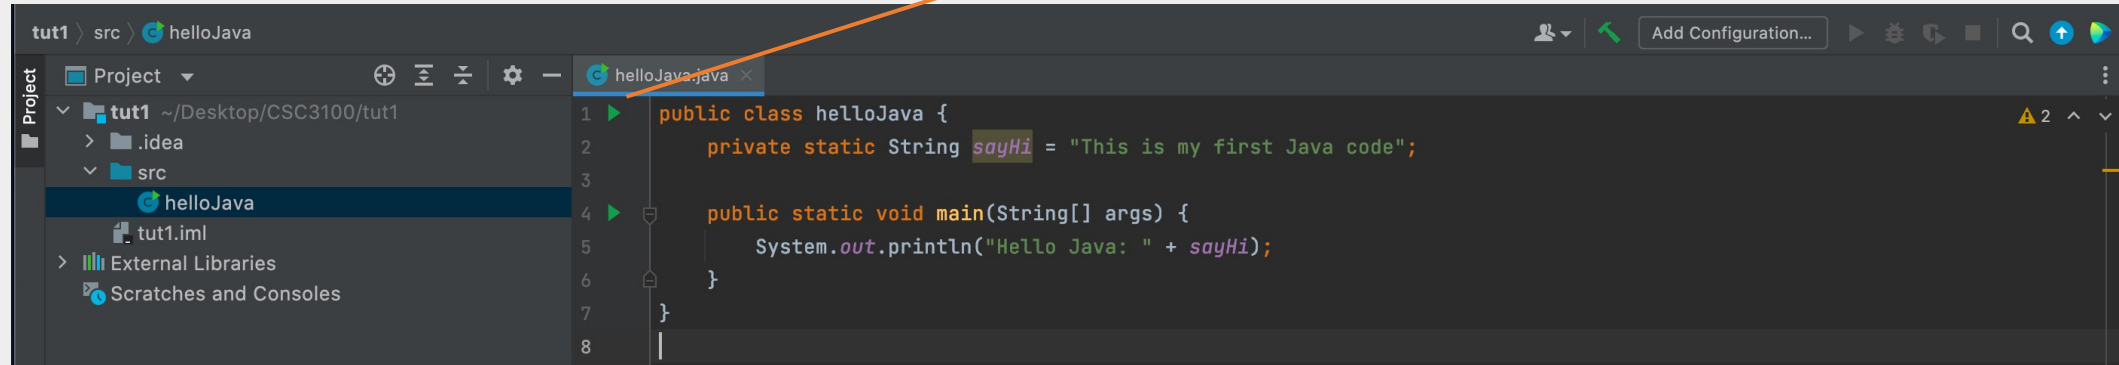 tut1 src helloJava
Add Configuration...
Project
Project
helloJava.java
tut1 ~/Desktop/CSC3100/tut1
.idea
src
helloJava
tut1.iml
External Libraries
Scratches and Consoles
1 public class helloJava {
2 private static String sayHi = "This is my first Java code";
3
4 public static void main(String[] args) {
5 System.out.println("Hello Java: " + sayHi);
6 }
7 }
8
2